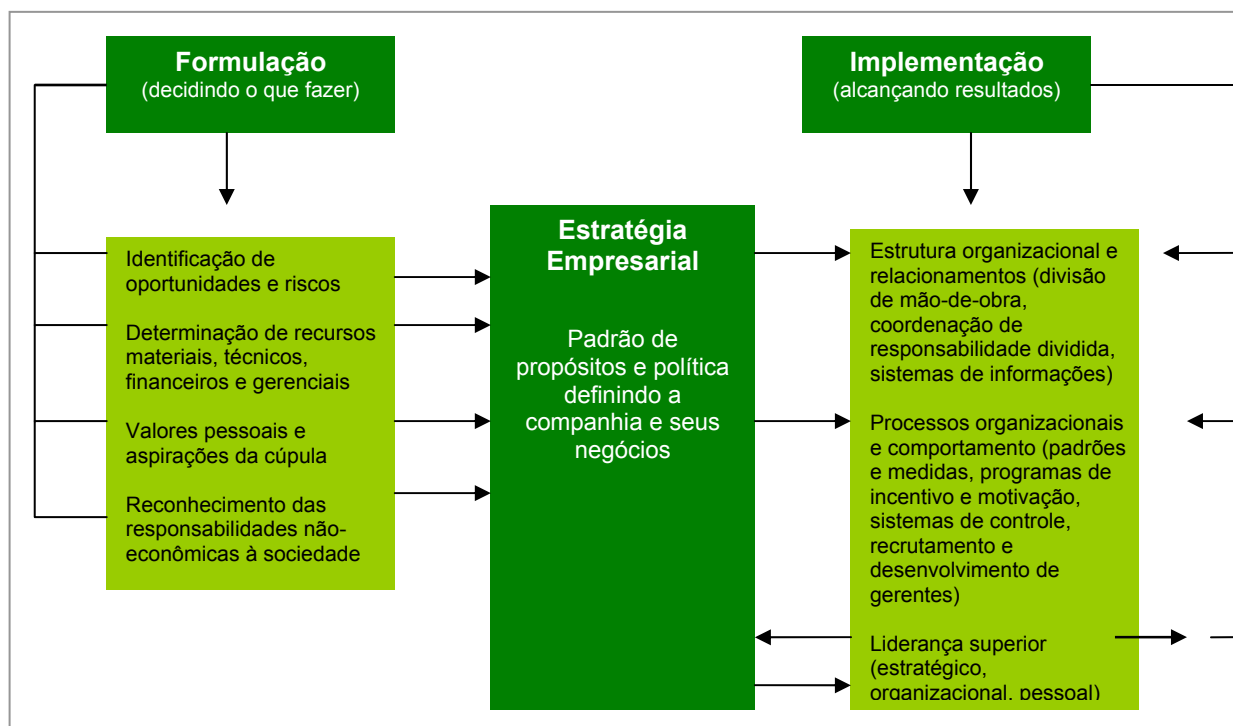 Formulação
(decidindo o que fazer)
Identificação de
oportunidades e riscos
Determinação de recursos
materiais, técnicos,
financeiros e gerenciais
Valores pessoais e
aspirações da cúpula
Reconhecimento das
responsabilidades não-
econômicas à sociedade
Estratégia
Empresarial
Padrão de
propósitos e política
definindo a
companhia e seus
negócios
Implementação
(alcançando resultados)
Estrutura organizacional e
relacionamentos (divisão
de mão-de-obra,
coordenação de
responsabilidade dividida,
sistemas de informações)
Processos organizacionais
e comportamento (padrões
e medidas, programas de
incentivo e motivação,
sistemas de controle,
recrutamento e
desenvolvimento de
gerentes)
Liderança superior
(estratégico,
organizacional, pessoal)